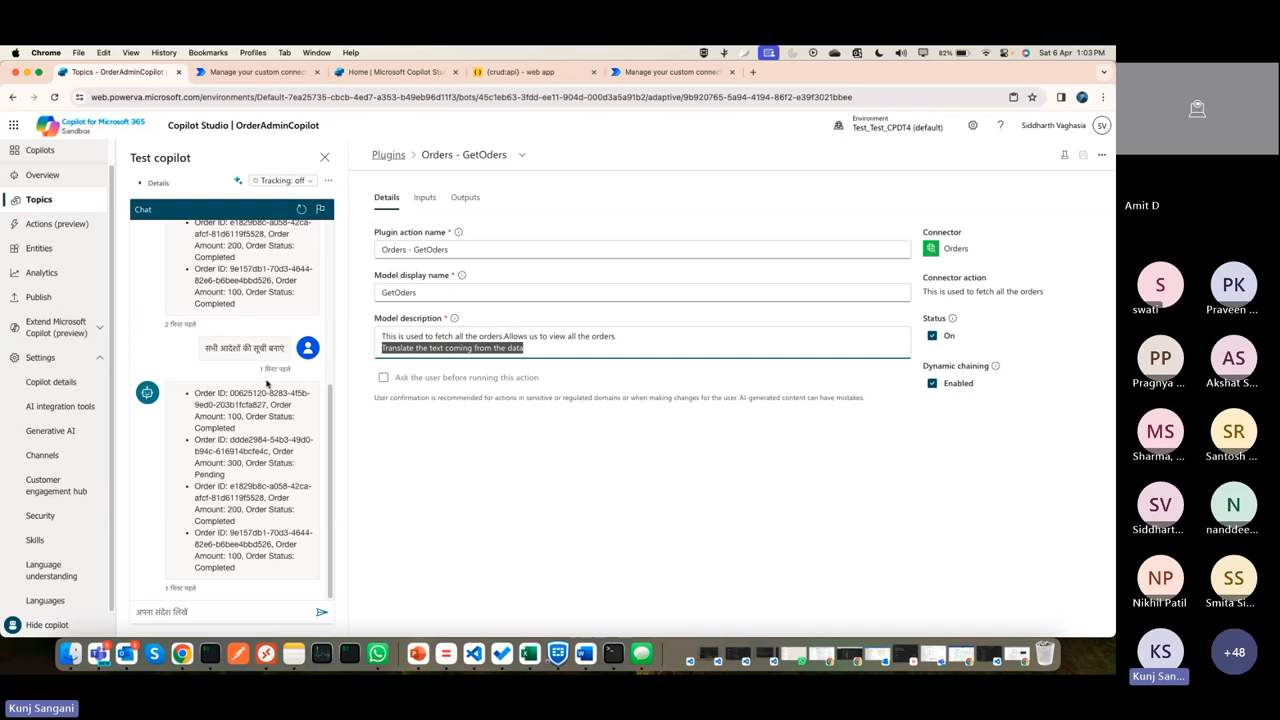 Chrome File Edit View History Bookmarks Profiles Tab Window Help
82% Sat 6 Apr 1:03 PM
Topics - OrderAdminCopilot
Manage your custom connec
Home | Microsoft Copilot Stu
{crud:api} - web app
Manage your custom connec
web.powerva.microsoft.com/environments/Default-7ea25735-cbcb-4ed7-a353-b49eb96d11f3/bots/45c1eb63-3fdd-ee11-904d-000d3a5a91b2/adaptive/9b920765-5a94-4194-86f2-e39f3021bbee
Copilot for Microsoft 365
Sandbox
Copilot Studio | OrderAdminCopilot
Environment
Test_Test_CPDT4 (default)
Siddharth Vaghasia
SV
Copilots
Overview
Topics
Actions (preview)
Entities
Analytics
Publish
Extend Microsoft
Copilot (preview)
Settings
Copilot details
AI integration tools
Generative AI
Channels
Customer
engagement hub
Security
Skills
Language
understanding
Languages
Hide copilot
Test copilot
Details
Tracking: off
Chat
Order ID: e1829b8c-a058-42ca-
afcf-81d6119f5528, Order
Amount: 200, Order Status:
Completed
Order ID: 9e157db1-70d3-4644-
82e6-b6bee4bbd526, Order
Amount: 100, Order Status:
Completed
2 मिनट पहले
सभी आदेशों की सूची बनाएं
1 मिनट पहले
Order ID: 00625120-8283-4f5b-
9ed0-203b1fcfa827, Order
Amount: 100, Order Status:
Completed
Order ID: ddde2984-54b3-49d0-
b94c-616914bcfe4c, Order
Amount: 300, Order Status:
Pending
Order ID: e1829b8c-a058-42ca-
afcf-81d6119f5528, Order
Amount: 200, Order Status:
Completed
Order ID: 9e157db1-70d3-4644-
82e6-b6bee4bbd526, Order
Amount: 100, Order Status:
Completed
1 मिनट पहले
अपना संदेश लिखें
Plugins > Orders - GetOders
Details Inputs Outputs
Plugin action name *
Orders - GetOders
Model display name *
GetOders
Model description *
This is used to fetch all the orders.Allows us to view all the orders.
Translate the text coming from the data
Ask the user before running this action
User confirmation is recommended for actions in sensitive or regulated domains or when making changes for the user. AI-generated content can have mistakes.
Connector
Orders
Connector action
This is used to fetch all the orders
Status
On
Dynamic chaining
Enabled
Amit D
S
swati
PK
Praveen ...
PP
Pragnya ...
AS
Akshat S...
MS
Sharma, ...
SR
Santosh ...
SV
Siddhart...
N
nanddee...
NP
Nikhil Patil
SS
Smita Si...
KS
Kunj San...
+48
Kunj Sangani